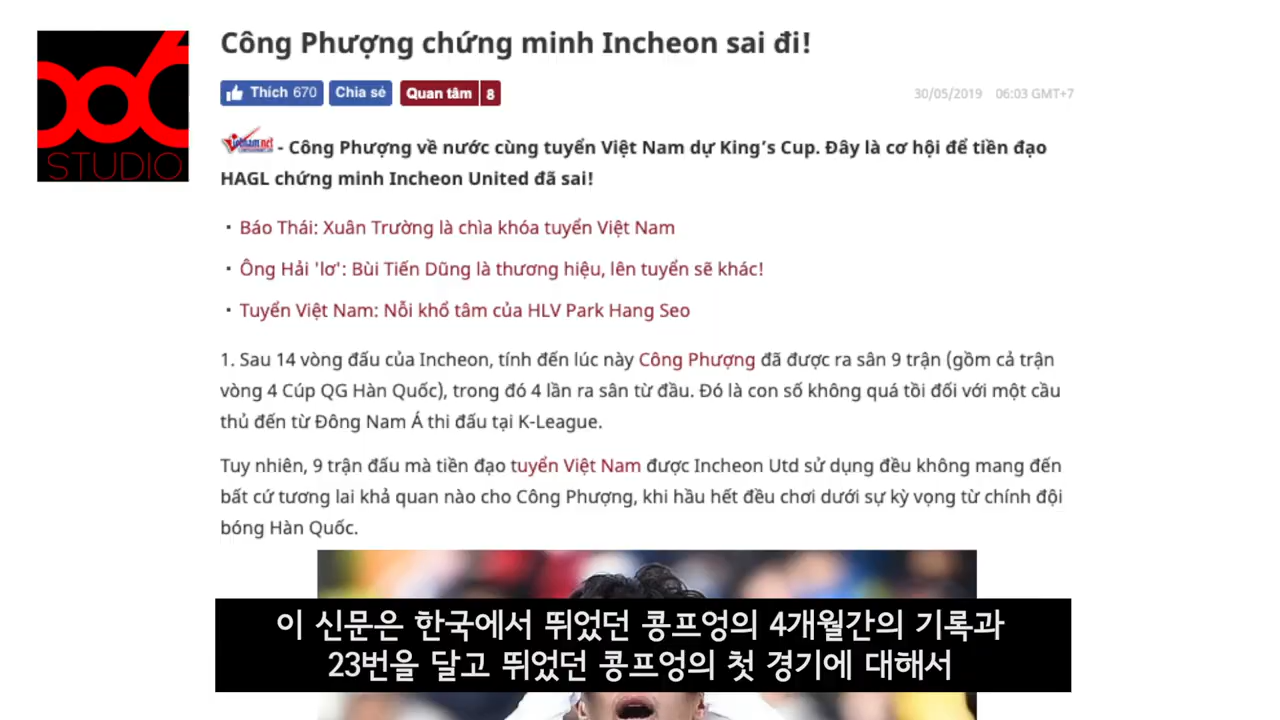 STUDIO
Công Phượng chứng minh Incheon sai đi!
Thích 670 Chia sẻ Quan tâm 8
30/05/2019 06:03 GMT+7
Vietnam net - Công Phượng về nước cùng tuyển Việt Nam dự King’s Cup. Đây là cơ hội để tiền đạo
HAGL chứng minh Incheon United đã sai!
Báo Thái: Xuân Trường là chìa khóa tuyển Việt Nam
Ông Hải 'lơ': Bùi Tiến Dũng là thương hiệu, lên tuyển sẽ khác!
Tuyển Việt Nam: Nỗi khổ tâm của HLV Park Hang Seo
1. Sau 14 vòng đấu của Incheon, tính đến lúc này Công Phượng đã được ra sân 9 trận (gồm cả trận
vòng 4 Cúp QG Hàn Quốc), trong đó 4 lần ra sân từ đầu. Đó là con số không quá tồi đối với một cầu
thủ đến từ Đông Nam Á thi đấu tại K-League.
Tuy nhiên, 9 trận đấu mà tiền đạo tuyển Việt Nam được Incheon Utd sử dụng đều không mang đến
bất cứ tương lai khả quan nào cho Công Phượng, khi hầu hết đều chơi dưới sự kỳ vọng từ chính đội
bóng Hàn Quốc.
이 신문은 한국에서 뛰었던 콩프엉의 4개월간의 기록과
23번을 달고 뛰었던 콩프엉의 첫 경기에 대해서